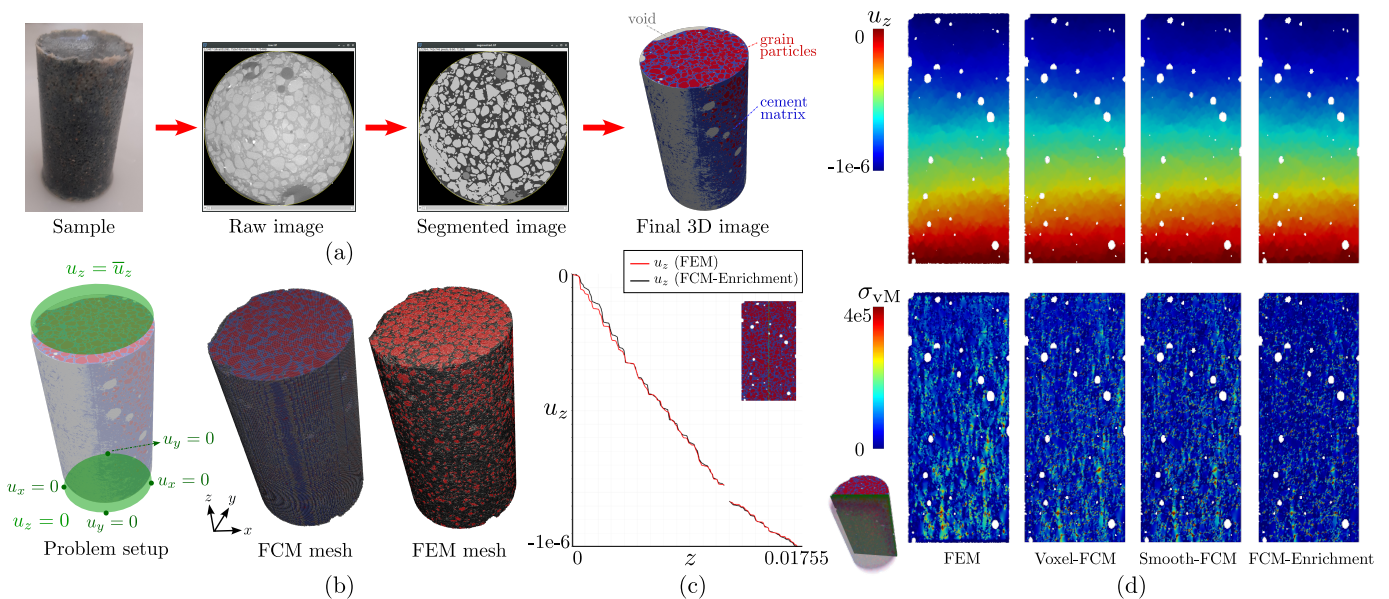 void
grain
particles
cement
matrix
Sample
Raw image
Segmented image
Final 3D image
(a)
u_z = \overline{u}_z
u_y = 0
u_x = 0
u_x = 0
u_z = 0
u_y = 0
Problem setup
z
y
x
FCM mesh
FEM mesh
(b)
u_z (FEM)
u_z (FCM-Enrichment)
0
u_z
-1e-6
0
z
0.01755
(c)
u_z
0
-1e-6
σ_vM
4e5
0
FEM
Voxel-FCM
Smooth-FCM
FCM-Enrichment
(d)